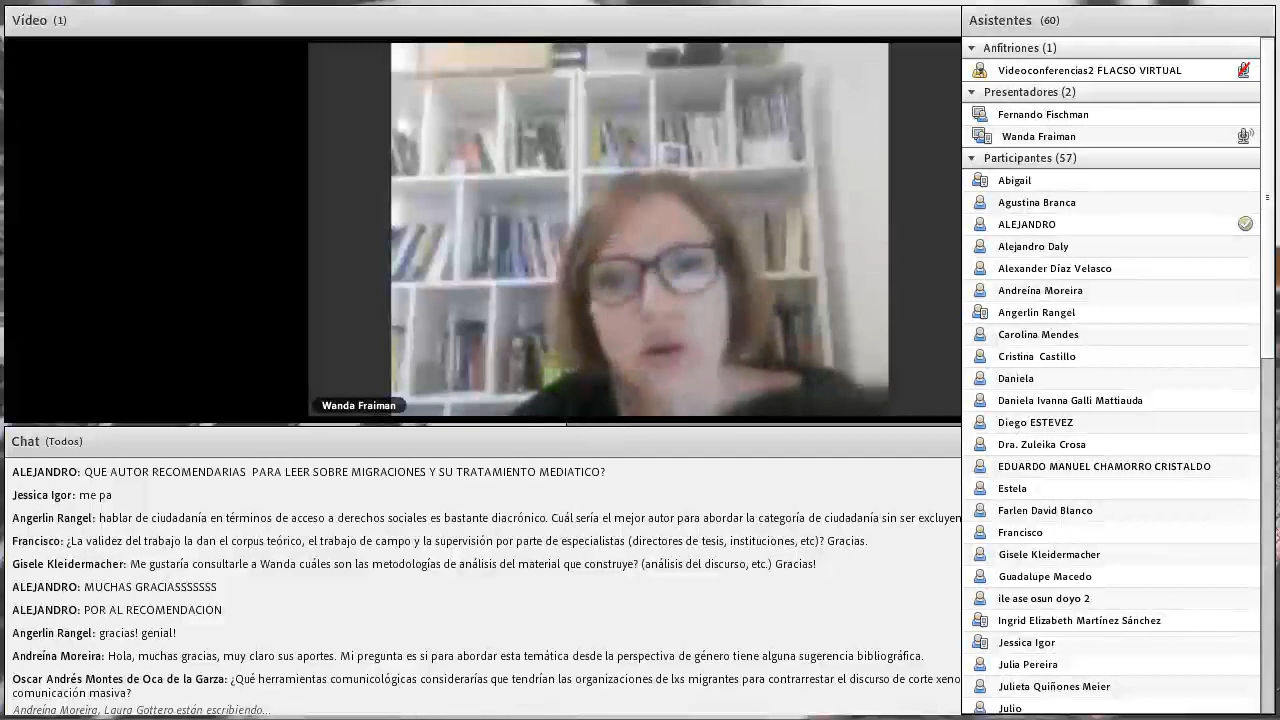 Vídeo (1)
Wanda Fraiman
Chat (Todos)
ALEJANDRO: QUE AUTOR RECOMENDARIAS PARA LEER SOBRE MIGRACIONES Y SU TRATAMIENTO MEDIATICO?
Jessica Igor: me pa
Angerlin Rangel: hablar de ciudadanía en términos de acceso a derechos sociales es bastante diacrónico. Cuál sería el mejor autor para abordar la categoría de ciudadanía sin ser excluyen
Francisco: ¿La validez del trabajo la dan el corpus teórico, el trabajo de campo y la supervisión por parte de especialistas (directores de tesis, instituciones, etc)? Gracias.
Gisele Kleidermacher: Me gustaría consultarle a Wanda cuàles son las metodologías de análisis del material que construye? (análisis del discurso, etc.) Gracias!
ALEJANDRO: MUCHAS GRACIASSSSSSS
ALEJANDRO: POR AL RECOMENDACION
Angerlin Rangel: gracias! genial!
Andreína Moreira: Hola, muchas gracias, muy claros los aportes. Mi pregunta es si para abordar esta temática desde la perspectiva de género tiene alguna sugerencia bibliográfica.
Oscar Andrés Montes de Oca de la Garza: ¿Qué herramientas comunicológicas considerarías que tendrían las organizaciones de lxs migrantes para contrarrestar el discurso de corte xeno
comunicación masiva?
Andreína Moreira, Laura Gottero están escribiendo.
Asistentes (60)
Anfitriones (1)
Videoconferencias2 FLACSO VIRTUAL
Presentadores (2)
Fernando Fischman
Wanda Fraiman
Participantes (57)
Abigail
Agustina Branca
ALEJANDRO
Alejandro Daly
Alexander Díaz Velasco
Andreína Moreira
Angerlin Rangel
Carolina Mendes
Cristina Castillo
Daniela
Daniela Ivanna Galli Mattiauda
Diego ESTEVEZ
Dra. Zuleika Crosa
EDUARDO MANUEL CHAMORRO CRISTALDO
Estela
Farlen David Blanco
Francisco
Gisele Kleidermacher
Guadalupe Macedo
ile ase osun doyo 2
Ingrid Elizabeth Martínez Sánchez
Jessica Igor
Julia Pereira
Julieta Quiñones Meier
Julio